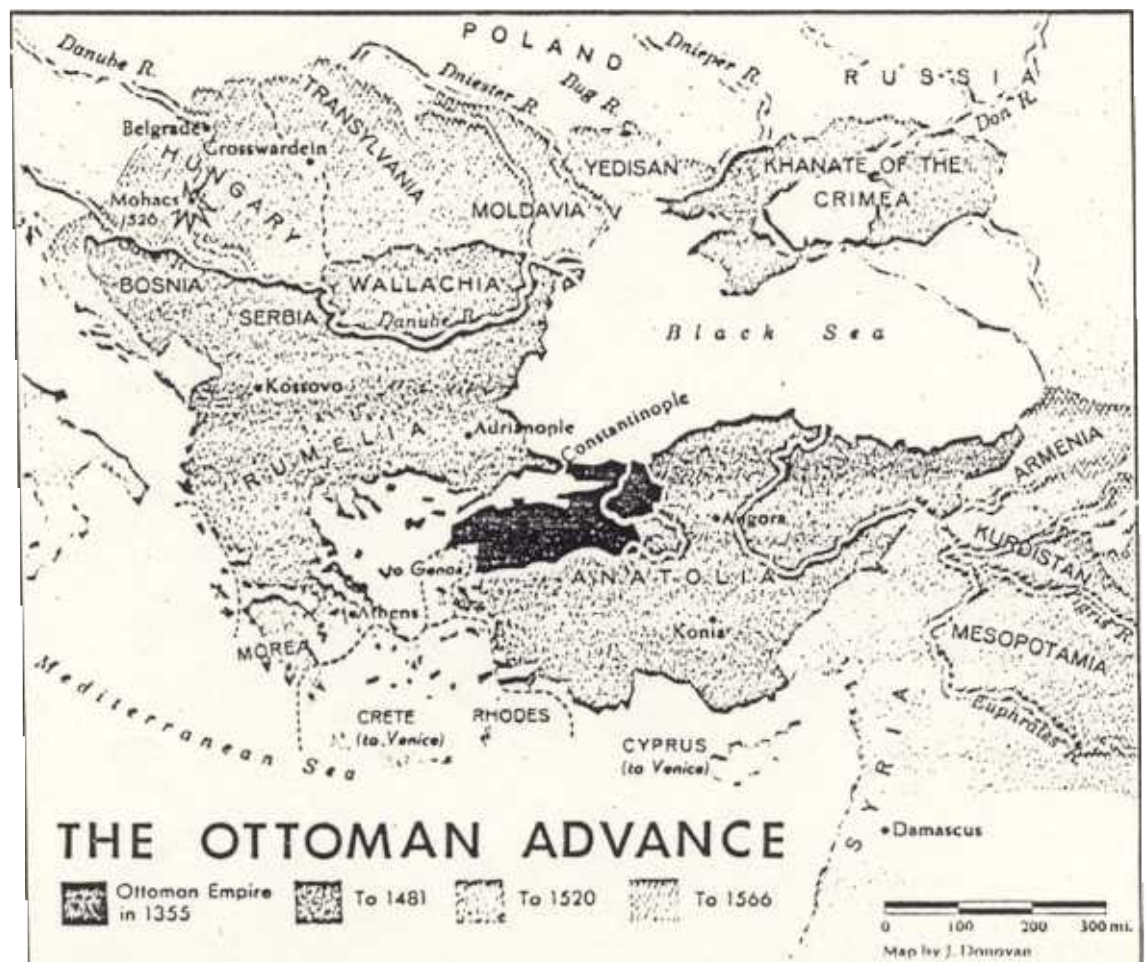 POLAND
Danube R.
Dniester R.
Bug R.
Dnieper R.
RUSSIA
Don R.
TRANSYLVANIA
Belgrade
Grosswardein
HUNGARY
YEDISAN
KHANATE OF THE
CRIMEA
Mohacs
1526
MOLDAVIA
BOSNIA
WALLACHIA
SERBIA
Danube R.
Black Sea
Kossovo
Constantinople
Adrianople
RUMELIA
ARMENIA
Angora
KURDISTAN
to Genoa
ANATOLIA
Tigris R.
Athens
Konia
MOREA
MESOPOTAMIA
Mediterranean Sea
CRETE
(to Venice)
RHODES
CYPRUS
(to Venice)
SYRIA
Euphrates R.
Damascus
THE OTTOMAN ADVANCE
Ottoman Empire
in 1355
To 1481
To 1520
To 1566
0 100 200 300 mi.
Map by J. Donovan